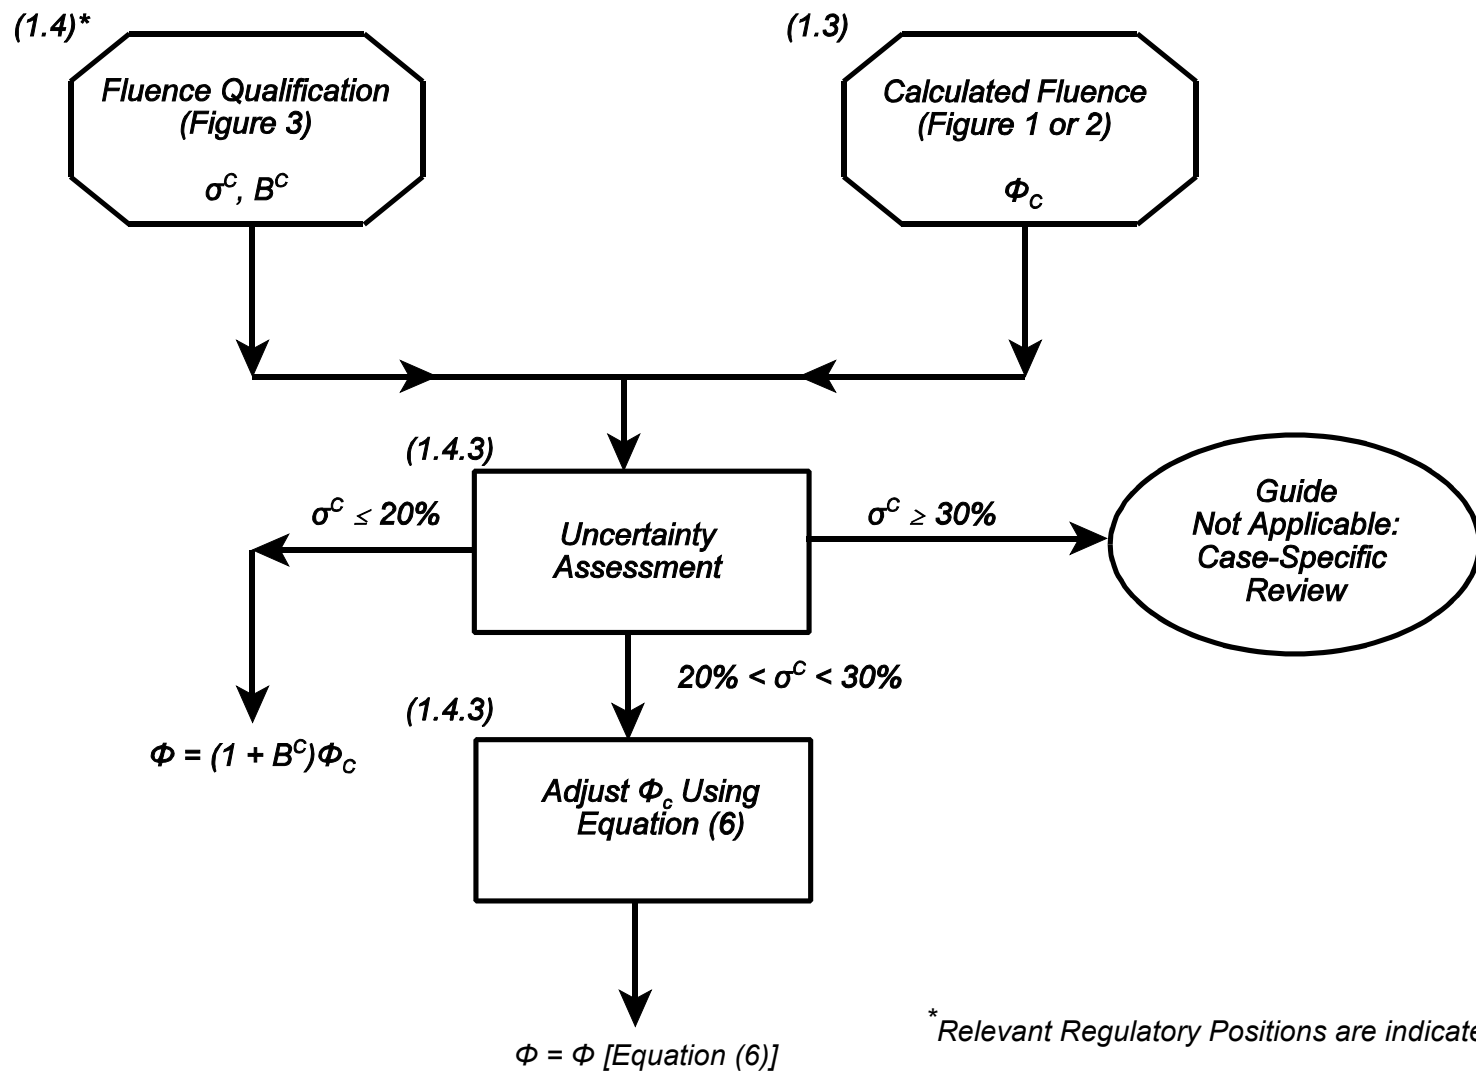 (1.4)*
Fluence Qualification
(Figure 3)
σ^C, B^C
(1.3)
Calculated Fluence
(Figure 1 or 2)
Φ_C
(1.4.3)
σ^C ≤ 20%
Uncertainty
Assessment
σ^C ≥ 30%
Guide
Not Applicable:
Case-Specific
Review
20% < σ^C < 30%
(1.4.3)
Φ = (1 + B^C)Φ_C
Adjust Φ_c Using
Equation (6)
Φ = Φ [Equation (6)]
*Relevant Regulatory Positions are indicate